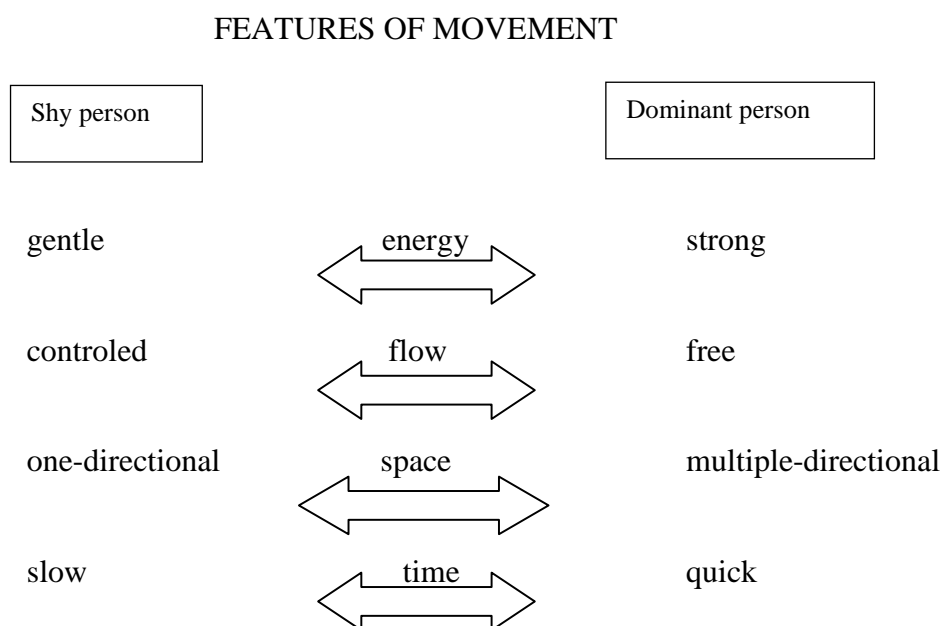 FEATURES OF MOVEMENT
Shy person Dominant person
gentle energy strong
controled flow free
one-directional space multiple-directional
slow time quick